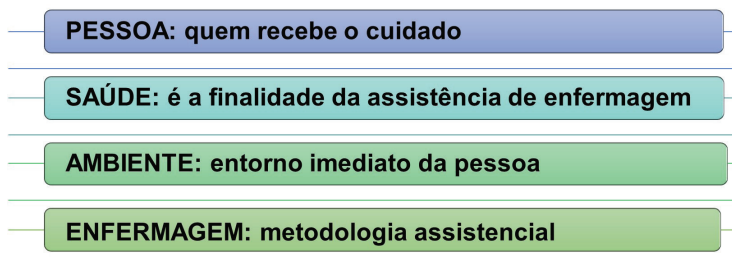 PESSOA: quem recebe o cuidado
SAÚDE: é a finalidade da assistência de enfermagem
AMBIENTE: entorno imediato da pessoa
ENFERMAGEM: metodologia assistencial